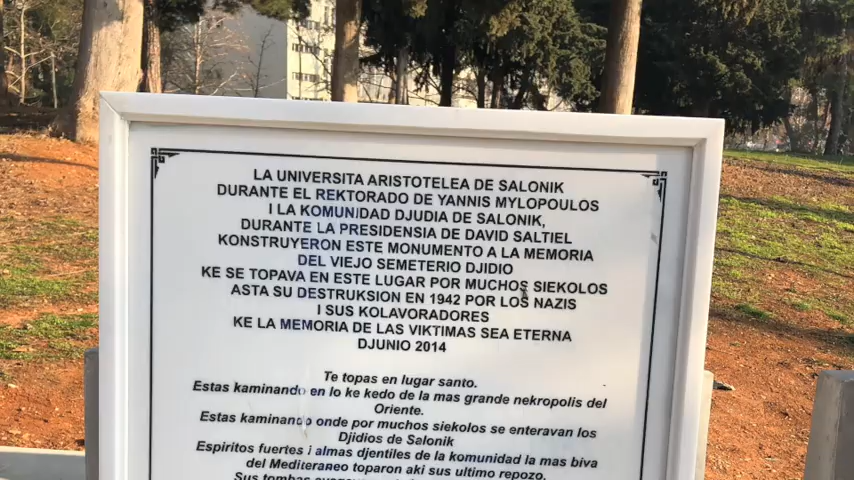 LA UNIVERSITA ARISTOTELEA DE SALONIK
DURANTE EL REKTORADO DE YANNIS MYLOPOULOS
I LA KOMUNIDAD DJUDIA DE SALONIK,
DURANTE LA PRESIDENSIA DE DAVID SALTIEL
KONSTRUYERON ESTE MONUMENTO A LA MEMORIA
DEL VIEJO SEMETERIO DJIDIO
KE SE TOPAVA EN ESTE LUGAR POR MUCHOS SIEKOLOS
ASTA SU DESTRUKSION EN 1942 POR LOS NAZIS
I SUS KOLAVORADORES
KE LA MEMORIA DE LAS VIKTIMAS SEA ETERNA
DJUNIO 2014
Te topas en lugar santo.
Estas kaminando en lo ke kedo de la mas grande nekropolis del
Oriente.
Estas kaminando onde por muchos siekolos se enteravan los
Djidios de Salonik
Espiritos fuertes i almas djentiles de la komunidad la mas biva
del Mediteraneo toparon aki sus ultimo repozo.
Sus tombas